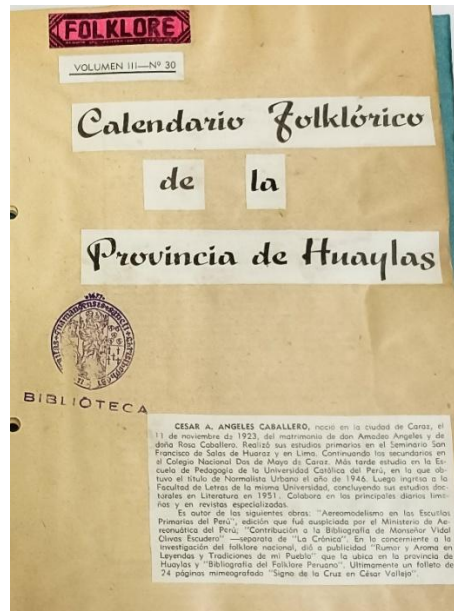 FOLKLORE
VOLUMEN III—Nº 30
Calendario Folklórico
de la
Provincia de Huaylas
BIBLIOTECA
CESAR A. ANGELES CABALLERO, nació en la ciudad de Caraz, el
11 de noviembre de 1923, del matrimonio de don Amadeo Angeles y de
doña Rosa Caballero. Realizó sus estudios primarios en el Seminario San
Francisco de Salas de Huaraz y en Lima. Continuando los secundarios en
el Colegio Nacional Dos de Mayo de Caraz. Más tarde estudio en la Es-
cuela de Pedagogía de la Universidad Católica del Perú, en la que ob-
tuvo el título de Normalista Urbano el año de 1946. Luego ingresa a la
Facultad de Letras de la misma Universidad, concluyendo sus estudios doc-
torales en Literatura en 1951. Colabora en los principales diarios lime-
ños y en revistas especializadas.
Es autor de las siguientes obras: "Aereomodelismo en las Escuelas
Primarias del Perú", edición que fué auspiciada por el Ministerio de Ae-
reonuática del Perú; "Contribución a la Bibliografía de Monseñor Vidal
Olivas Escudero" —separata de "La Crónica". En lo concerniente a la
investigación del folklore nacional, dió a publicidad "Rumor y Aroma en
Leyendas y Tradiciones de mi Pueblo" que la ubica en la provincia de
Huaylas y "Bibliografía del Folklore Peruano". Ultimamente un folleto de
24 páginas mimeografado "Signo de la Cruz en César Vallejo".